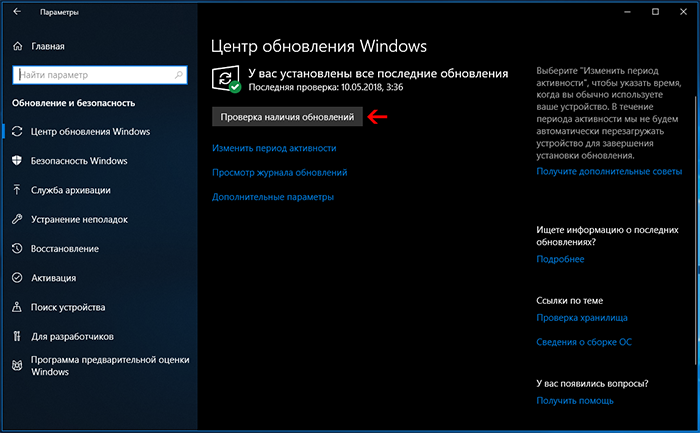 Параметры
Главная
Найти параметр
Обновление и безопасность
Центр обновления Windows
Безопасность Windows
Служба архивации
Устранение неполадок
Восстановление
Активация
Поиск устройства
Для разработчиков
Программа предварительной оценки
Windows
Центр обновления Windows
У вас установлены все последние обновления
Последняя проверка: 10.05.2018, 3:36
Проверка наличия обновлений
Изменить период активности
Просмотр журнала обновлений
Дополнительные параметры
Выберите "Изменить период
активности", чтобы указать время,
когда вы обычно используете
ваше устройство. В течение
периода активности мы не будем
автоматически перезагружать
устройство для завершения
установки обновления.
Получите дополнительные советы
Ищете информацию о последних
обновлениях?
Подробнее
Ссылки по теме
Проверка хранилища
Сведения о сборке ОС
У вас появились вопросы?
Получить помощь